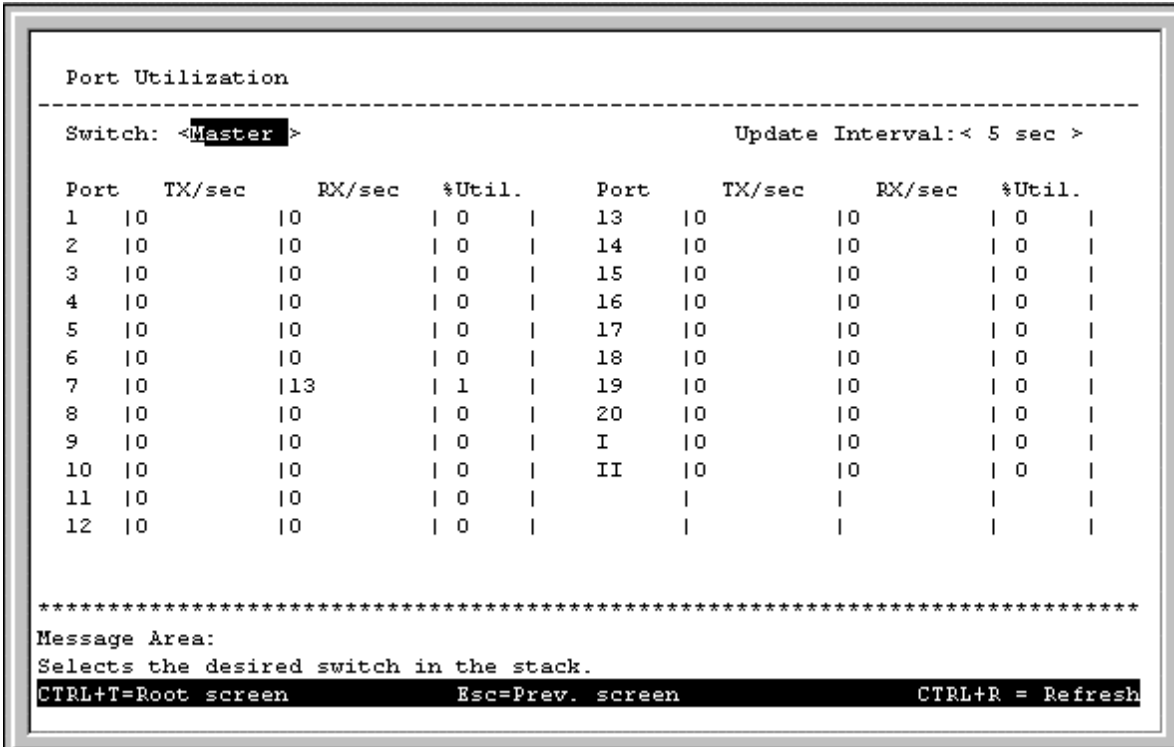 Port Utilization
--------------------------------------------------------------------------------
Switch: <Master > Update Interval:< 5 sec >
Port TX/sec RX/sec %Util. Port TX/sec RX/sec %Util.
1 |0 |0 | 0 | 13 |0 |0 | 0 |
2 |0 |0 | 0 | 14 |0 |0 | 0 |
3 |0 |0 | 0 | 15 |0 |0 | 0 |
4 |0 |0 | 0 | 16 |0 |0 | 0 |
5 |0 |0 | 0 | 17 |0 |0 | 0 |
6 |0 |0 | 0 | 18 |0 |0 | 0 |
7 |0 |13 | 1 | 19 |0 |0 | 0 |
8 |0 |0 | 0 | 20 |0 |0 | 0 |
9 |0 |0 | 0 | I |0 |0 | 0 |
10 |0 |0 | 0 | II |0 |0 | 0 |
11 |0 |0 | 0 | | | | |
12 |0 |0 | 0 | | | | |
********************************************************************************
Message Area:
Selects the desired switch in the stack.
CTRL+T=Root screen Esc=Prev. screen CTRL+R = Refresh